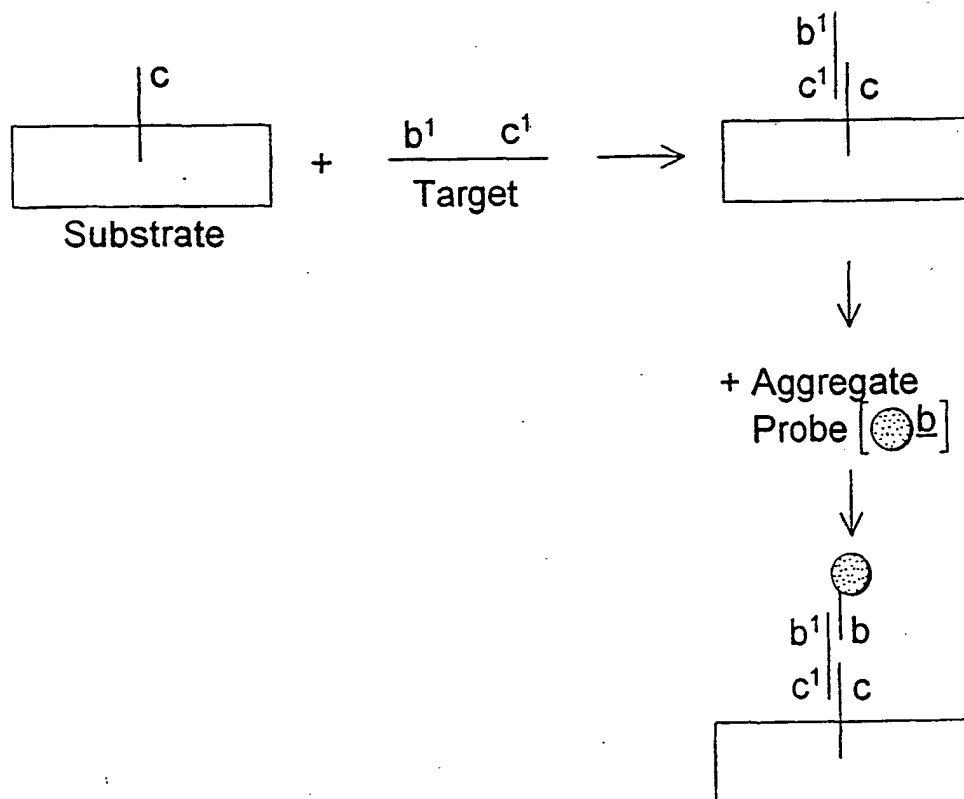 c
Substrate
+
b¹ c¹
Target
b¹
c¹ c
+ Aggregate
Probe [ b]
b¹ b
c¹ c